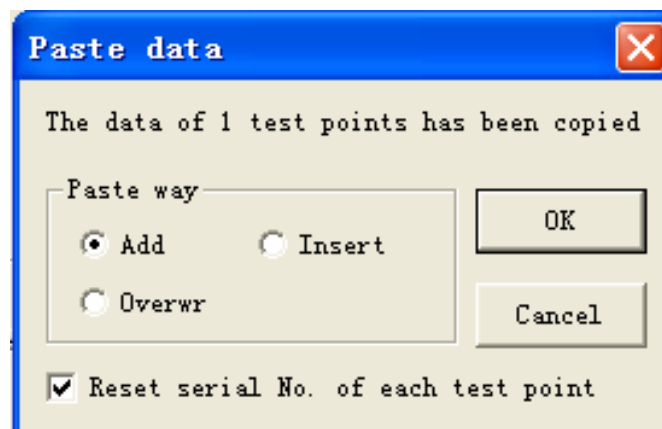 Paste data
The data of 1 test points has been copied
Paste way
Add
Insert
Overwr
OK
Cancel
Reset serial No. of each test point